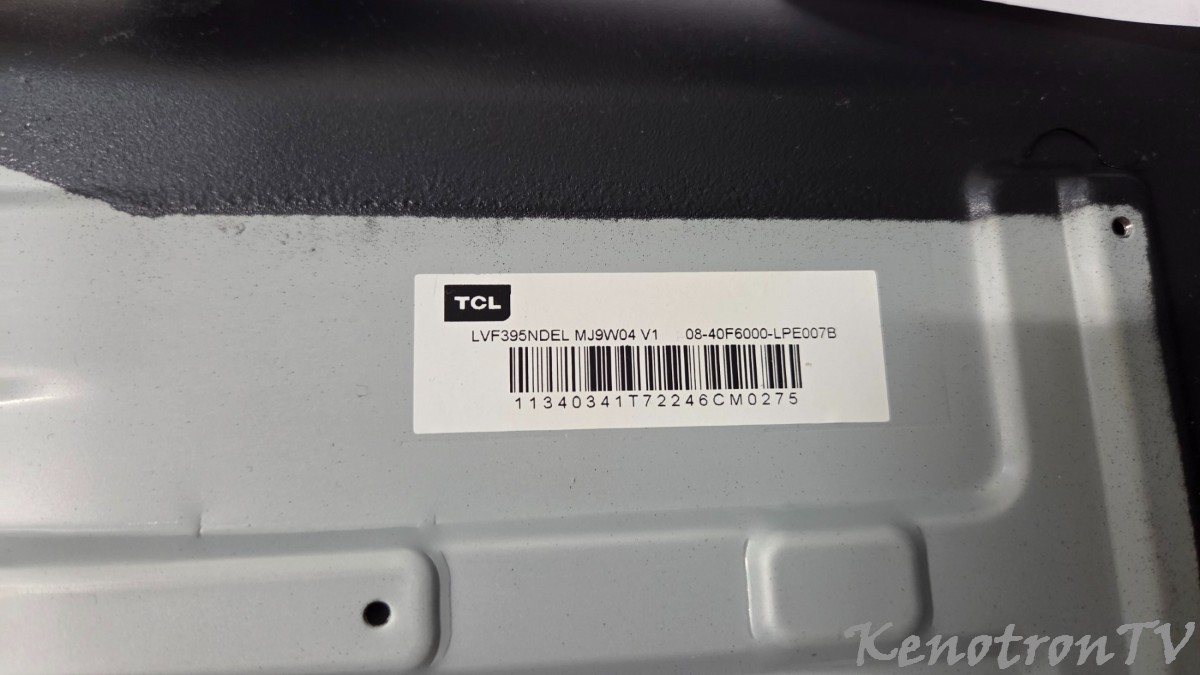 TCL
LVF395NDEL MJ9W04 V1 08-40F6000-LPE007B
11340341T72246CM0275
KenotronTV